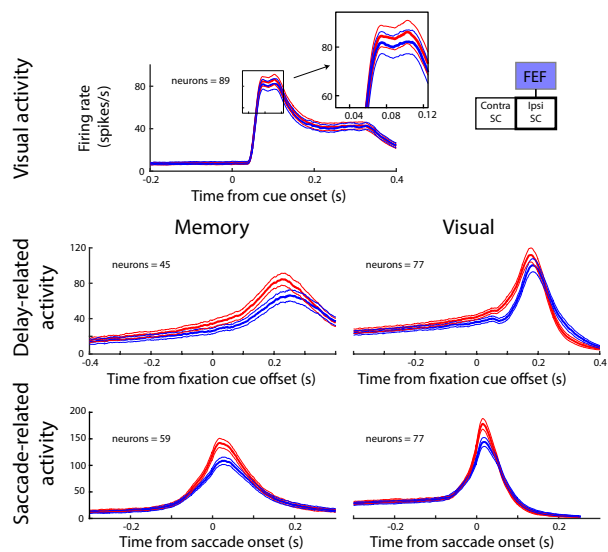 Visual activity
Firing rate
(spikes/s)
neurons = 89
80
40
0
-0.2
0
0.2
0.4
Time from cue onset (s)
80
60
0.04
0.08
0.12
FEF
Contra
SC
Ipsi
SC
Memory
Visual
Delay-related
activity
neurons = 45
120
80
40
0
-0.4
-0.2
0
0.2
Time from fixation cue offset (s)
neurons = 77
-0.2
0
0.2
0.4
Time from fixation cue offset (s)
Saccade-related
activity
neurons = 59
200
150
100
50
0
-0.2
0
0.2
Time from saccade onset (s)
neurons = 77
-0.2
0
0.2
Time from saccade onset (s)